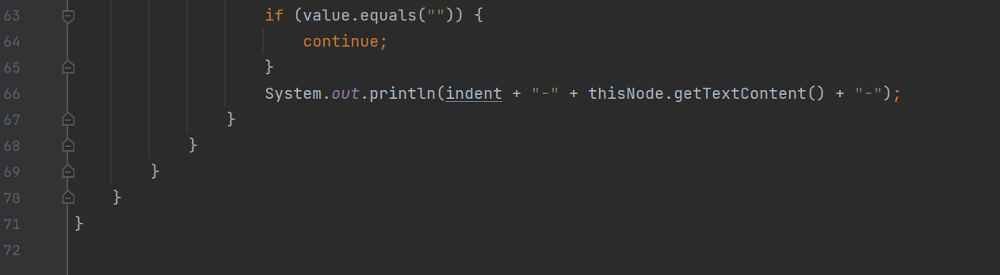 63 if (value.equals("")) {
64 continue;
65 }
66 System.out.println(indent + "-" + thisNode.getTextContent() + "-");
67 }
68 }
69 }
70 }
71 }
72